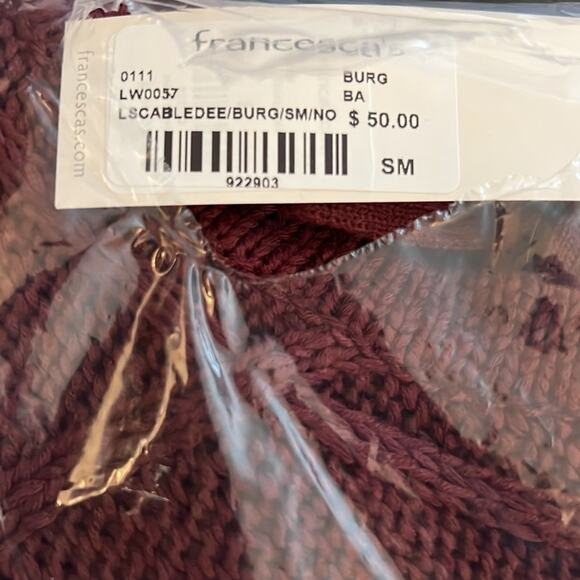 francesca's
francescas.com
0111 BURG
LW0057 BA
LSCABLEDEE/BURG/SM/NO $ 50.00
922903 SM